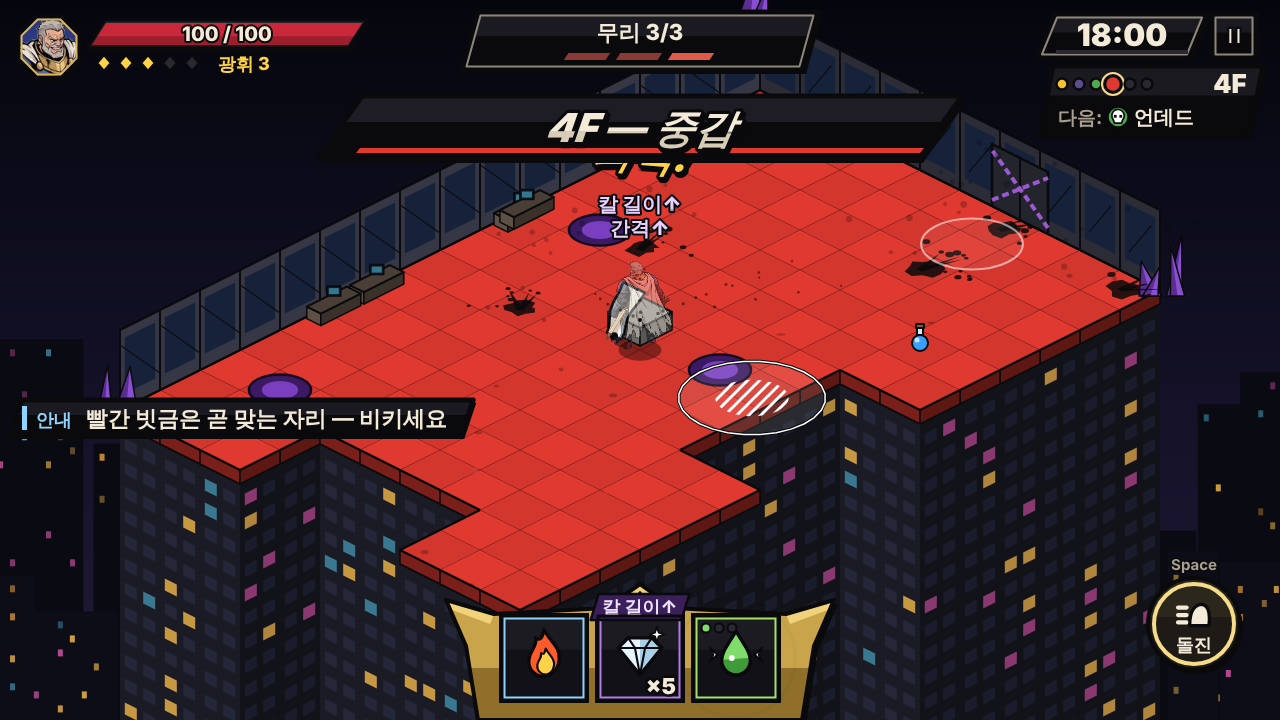 100 / 100
광휘 3
무리 3/3
18:00
4F
다음: 언데드
4F — 중갑
칼 길이↑
간격↑
안내 빨간 빗금은 곧 맞는 자리 — 비키세요
칼 길이↑
×5
Space
돌진